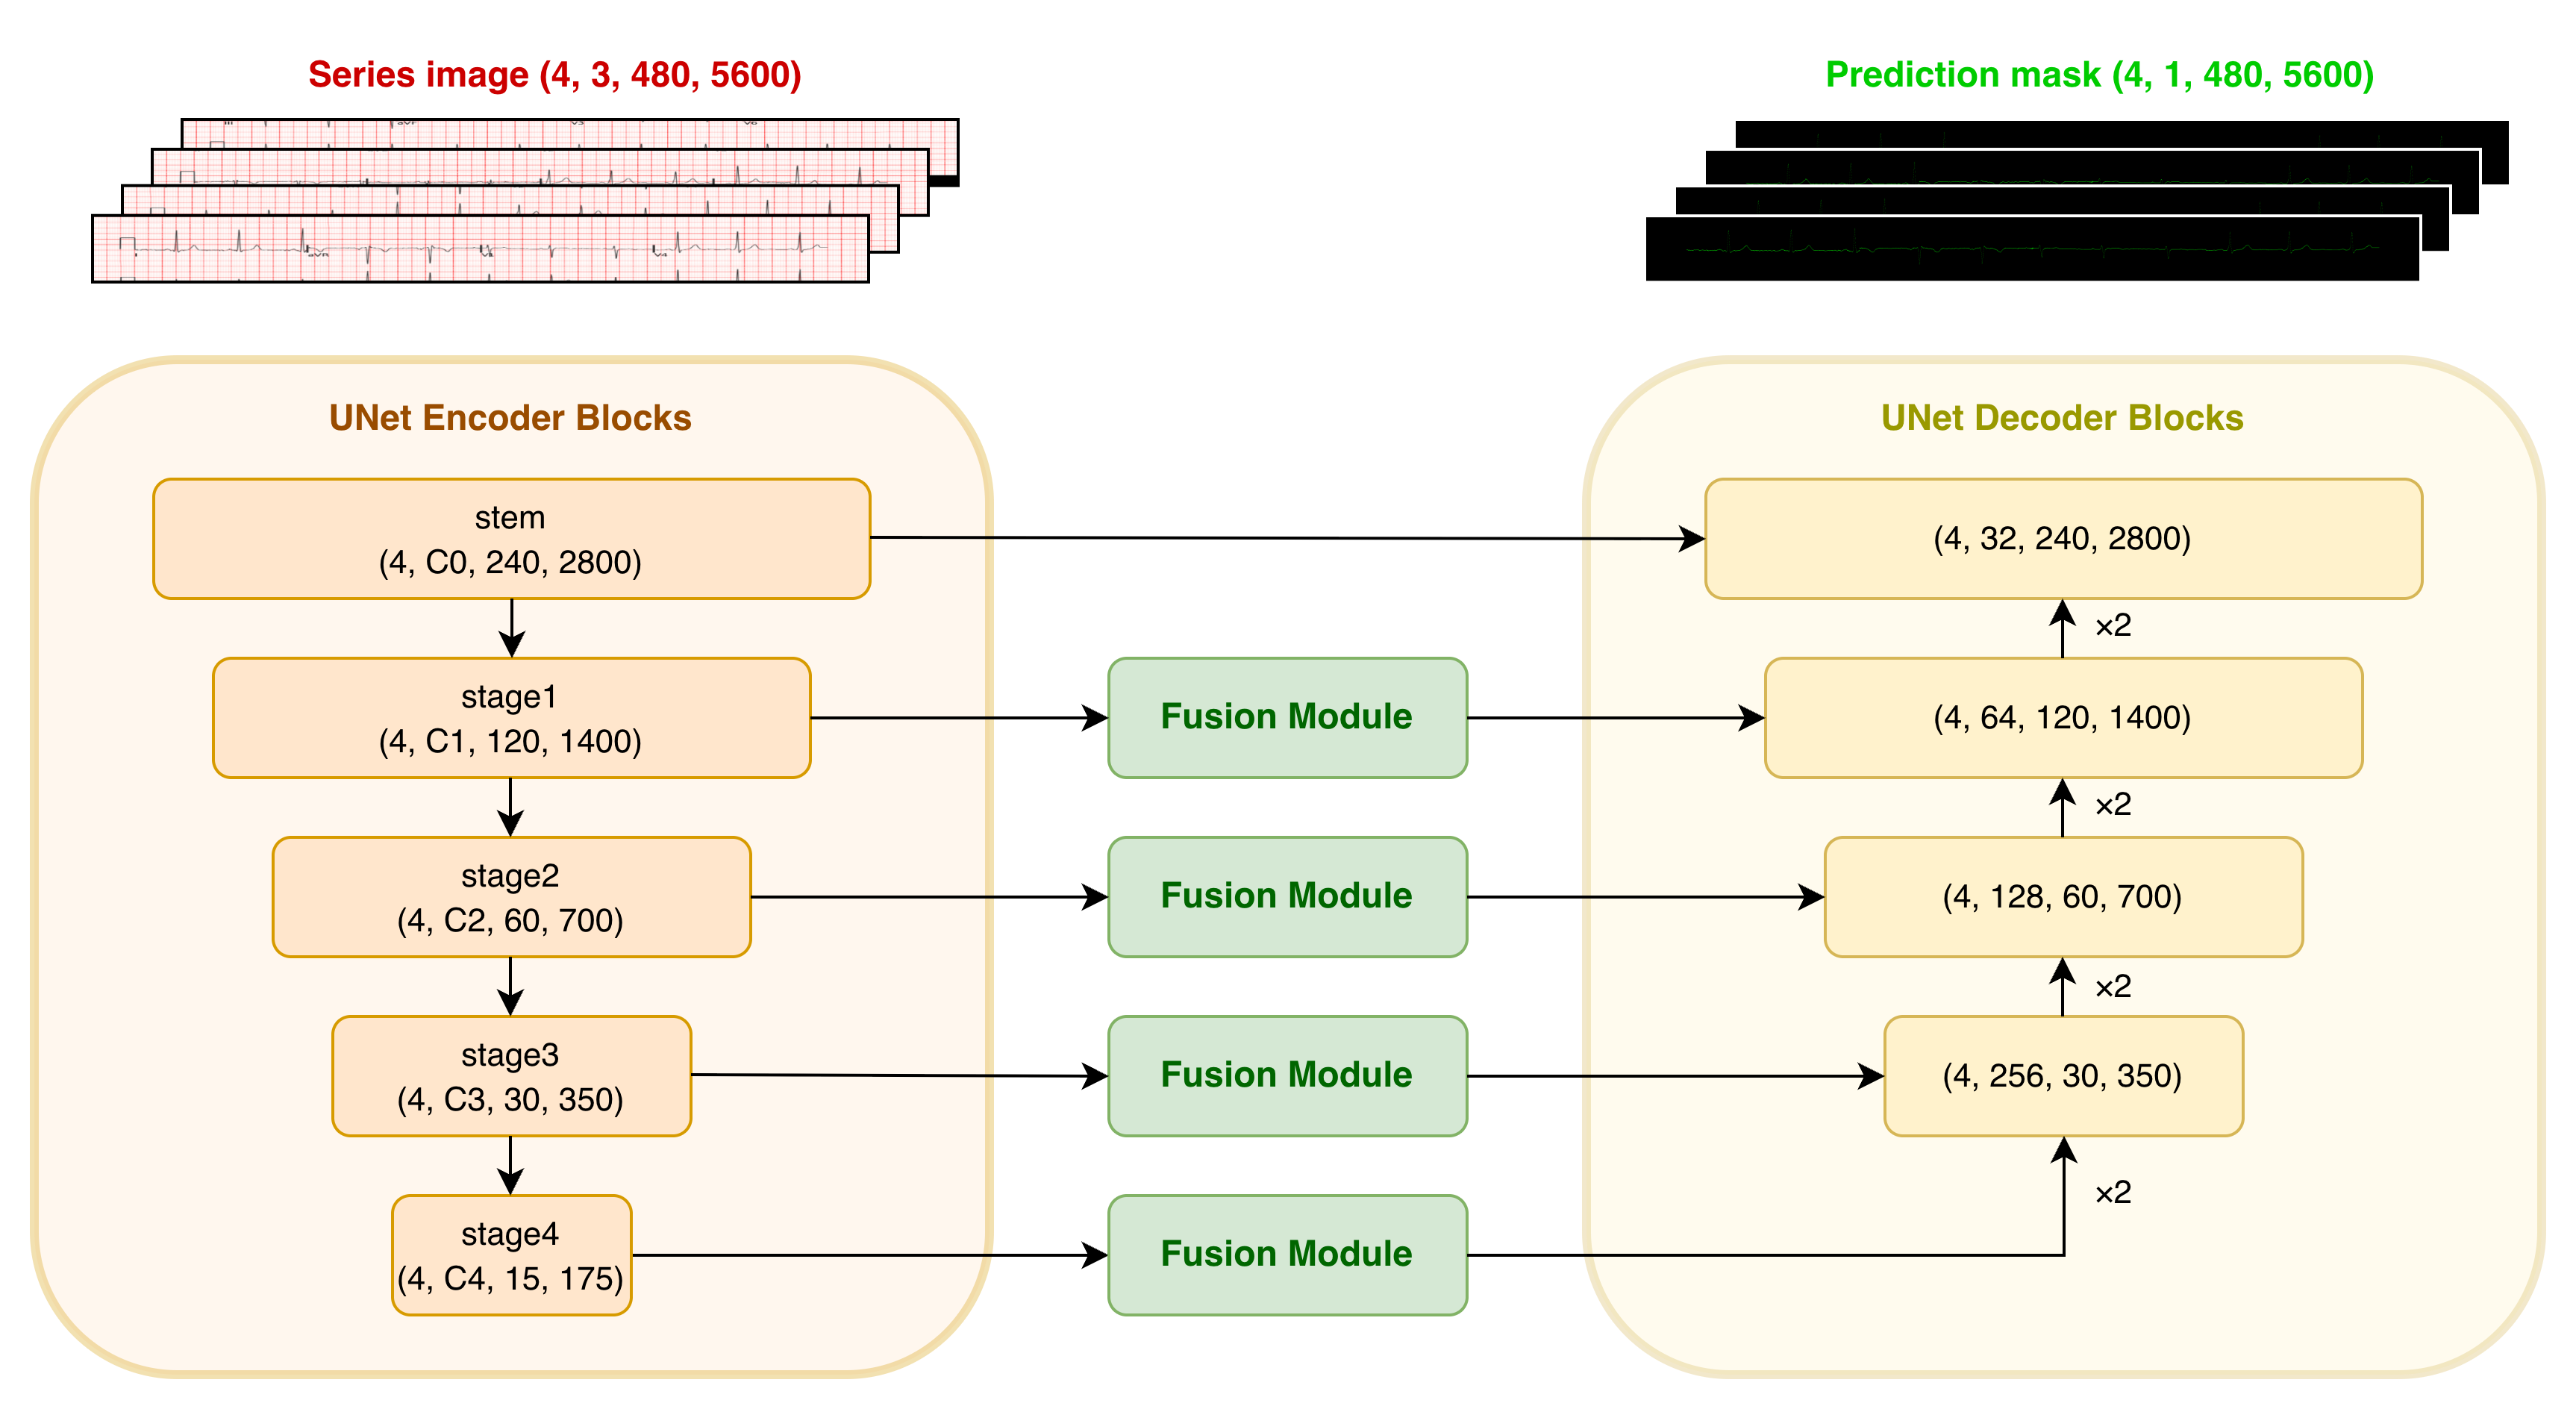 Series image (4, 3, 480, 5600)
Prediction mask (4, 1, 480, 5600)
aVR
V4
UNet Encoder Blocks
UNet Decoder Blocks
stem
(4, C0, 240, 2800)
(4, 32, 240, 2800)
×2
stage1
(4, C1, 120, 1400)
Fusion Module
(4, 64, 120, 1400)
×2
stage2
(4, C2, 60, 700)
Fusion Module
(4, 128, 60, 700)
×2
stage3
(4, C3, 30, 350)
Fusion Module
(4, 256, 30, 350)
×2
stage4
(4, C4, 15, 175)
Fusion Module